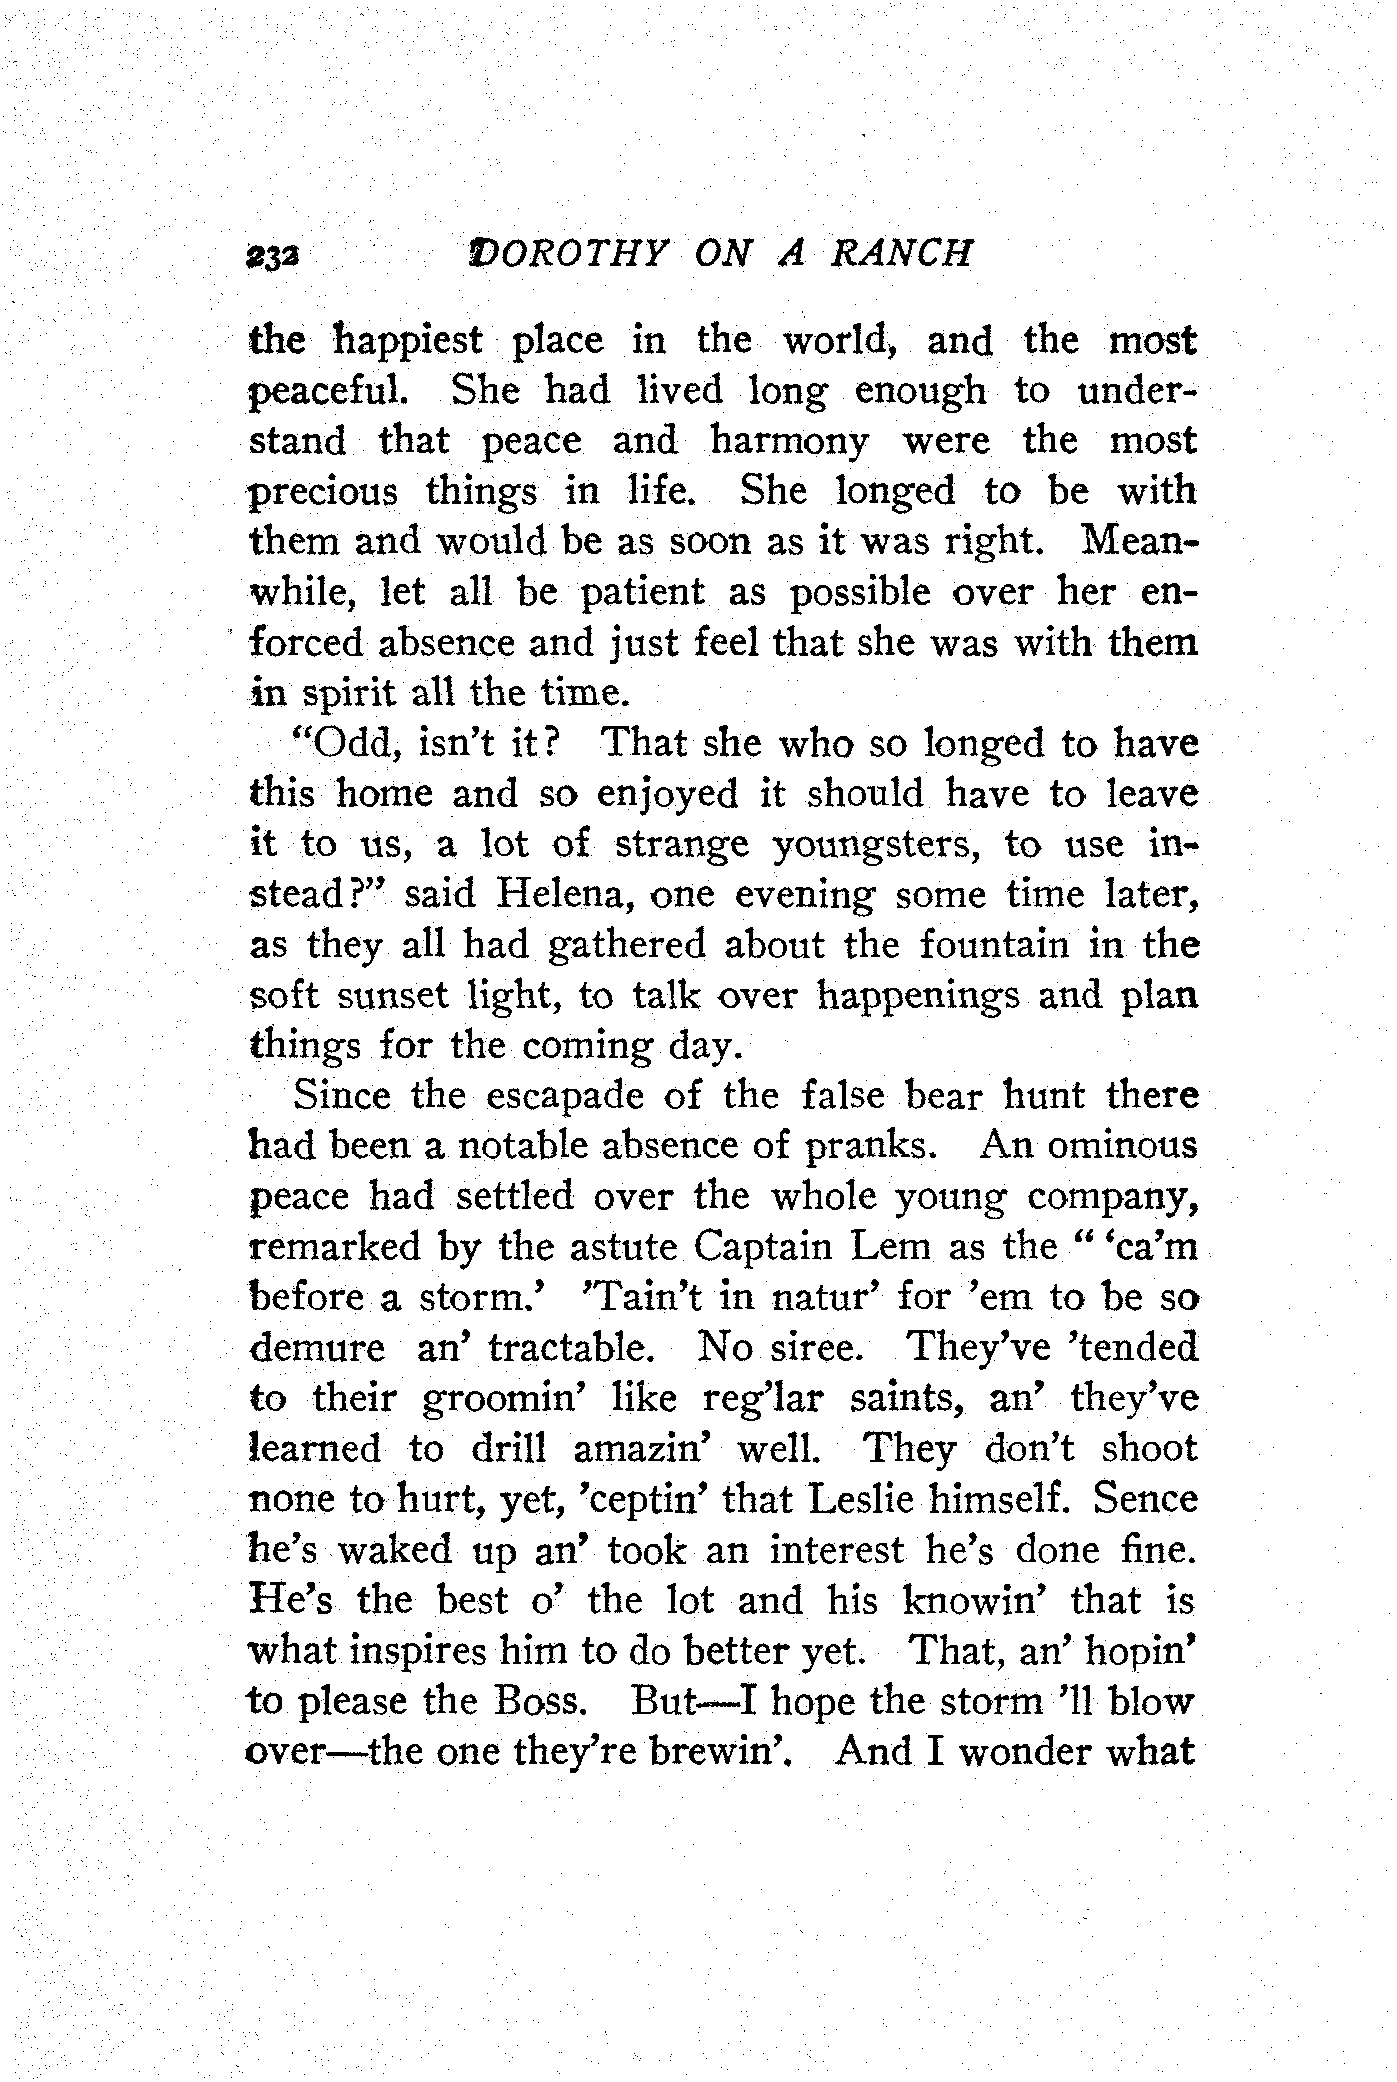 232 DOROTHY ON A RANCH
the happiest place in the world, and the most
peaceful. She had lived long enough to under-
stand that peace and harmony were the most
precious things in life. She longed to be with
them and would be as soon as it was right. Mean-
while, let all be patient as possible over her en-
forced absence and just feel that she was with them
in spirit all the time.
"Odd, isn't it? That she who so longed to have
this home and so enjoyed it should have to leave
it to us, a lot of strange youngsters, to use in-
stead?" said Helena, one evening some time later,
as they all had gathered about the fountain in the
soft sunset light, to talk over happenings and plan
things for the coming day.
Since the escapade of the false bear hunt there
had been a notable absence of pranks. An ominous
peace had settled over the whole young company,
remarked by the astute Captain Lem as the " 'ca'm
before a storm.' 'Tain't in natur' for 'em to be so
demure an' tractable. No siree. They've 'tended
to their groomin' like reg'lar saints, an' they've
learned to drill amazin' well. They don't shoot
none to hurt, yet, 'ceptin' that Leslie himself. Sence
he's waked up an' took an interest he's done fine.
He's the best o' the lot and his knowin' that is
what inspires him to do better yet. That, an' hopin'
to please the Boss. But—I hope the storm 'll blow
over—the one they're brewin'. And I wonder what